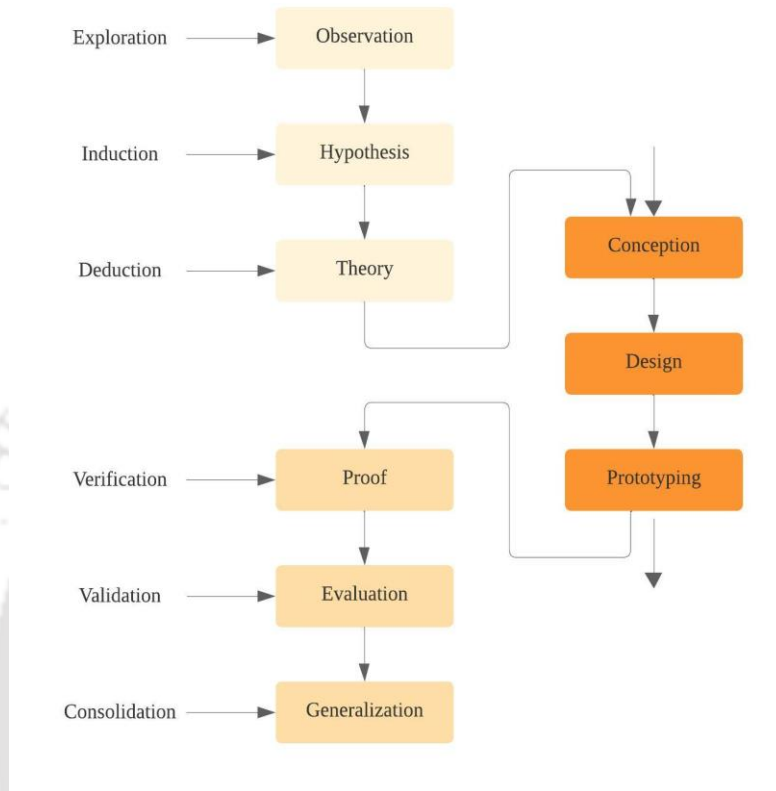 Exploration
Observation
Induction
Hypothesis
Deduction
Theory
Conception
Design
Prototyping
Verification
Proof
Validation
Evaluation
Consolidation
Generalization